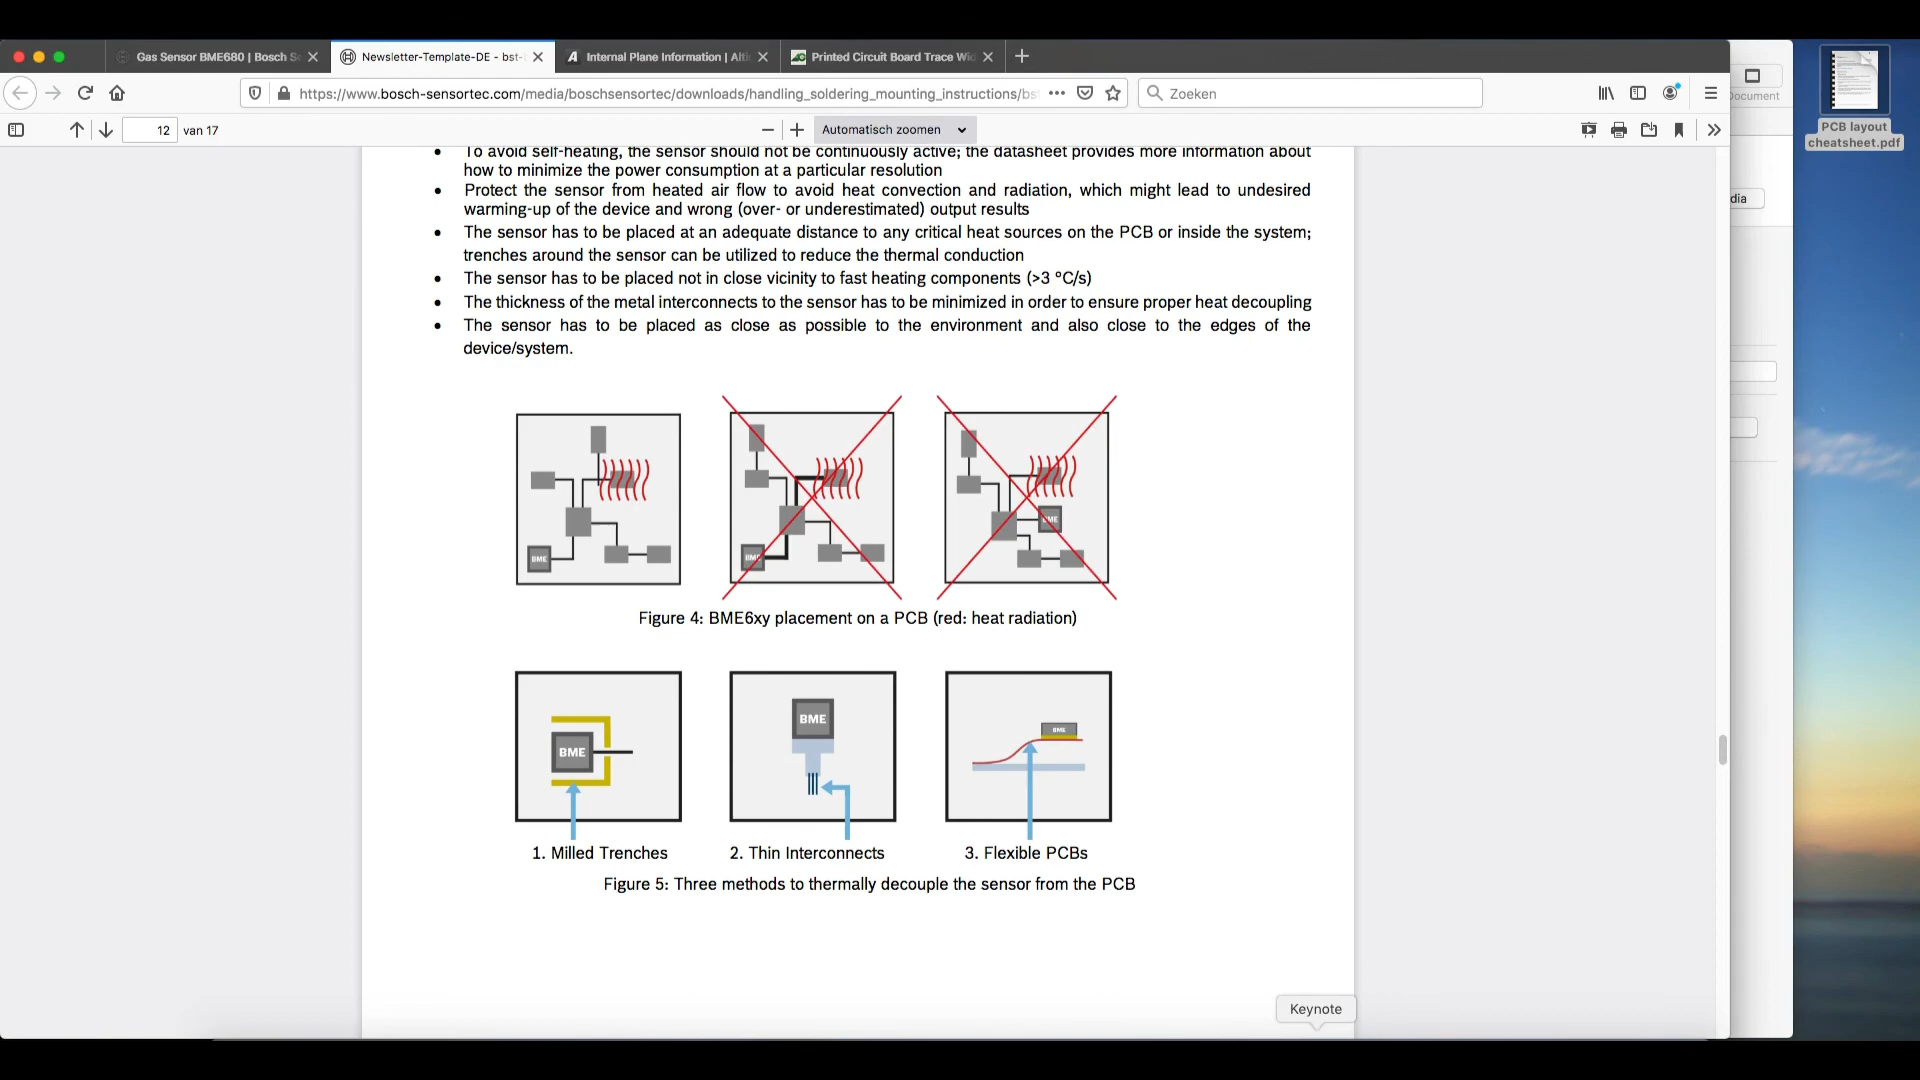 Gas Sensor BME680 | Bosch Se
Newsletter-Template-DE - bst-
Internal Plane Information | Alti
Printed Circuit Board Trace Wid
https://www.bosch-sensortec.com/media/boschsensortec/downloads/handling_soldering_mounting_instructions/bs
Zoeken
Document
12 van 17
Automatisch zoomen
PCB layout
cheatsheet.pdf
dia
To avoid self-heating, the sensor should not be continuously active; the datasheet provides more information about
how to minimize the power consumption at a particular resolution
Protect the sensor from heated air flow to avoid heat convection and radiation, which might lead to undesired
warming-up of the device and wrong (over- or underestimated) output results
The sensor has to be placed at an adequate distance to any critical heat sources on the PCB or inside the system;
trenches around the sensor can be utilized to reduce the thermal conduction
The sensor has to be placed not in close vicinity to fast heating components (>3 °C/s)
The thickness of the metal interconnects to the sensor has to be minimized in order to ensure proper heat decoupling
The sensor has to be placed as close as possible to the environment and also close to the edges of the
device/system.
BME
BME
BME
Figure 4: BME6xy placement on a PCB (red: heat radiation)
BME
BME
BME
1. Milled Trenches
2. Thin Interconnects
3. Flexible PCBs
Figure 5: Three methods to thermally decouple the sensor from the PCB
Keynote